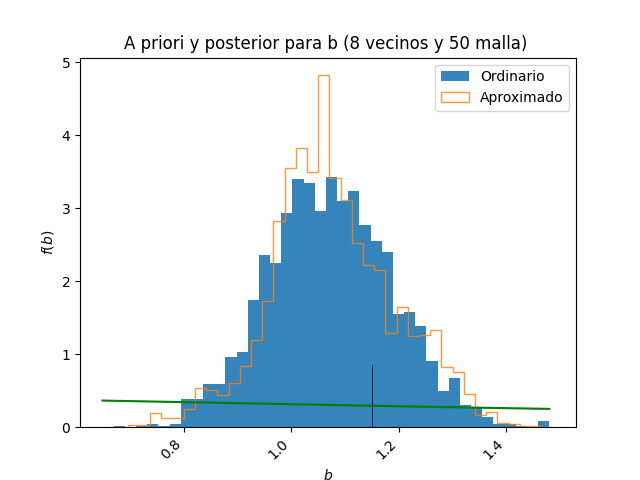 A priori y posterior para b (8 vecinos y 50 malla)
Ordinario
Aproximado
5
4
3
2
1
0
f(b)
0.8
1.0
1.2
1.4
b